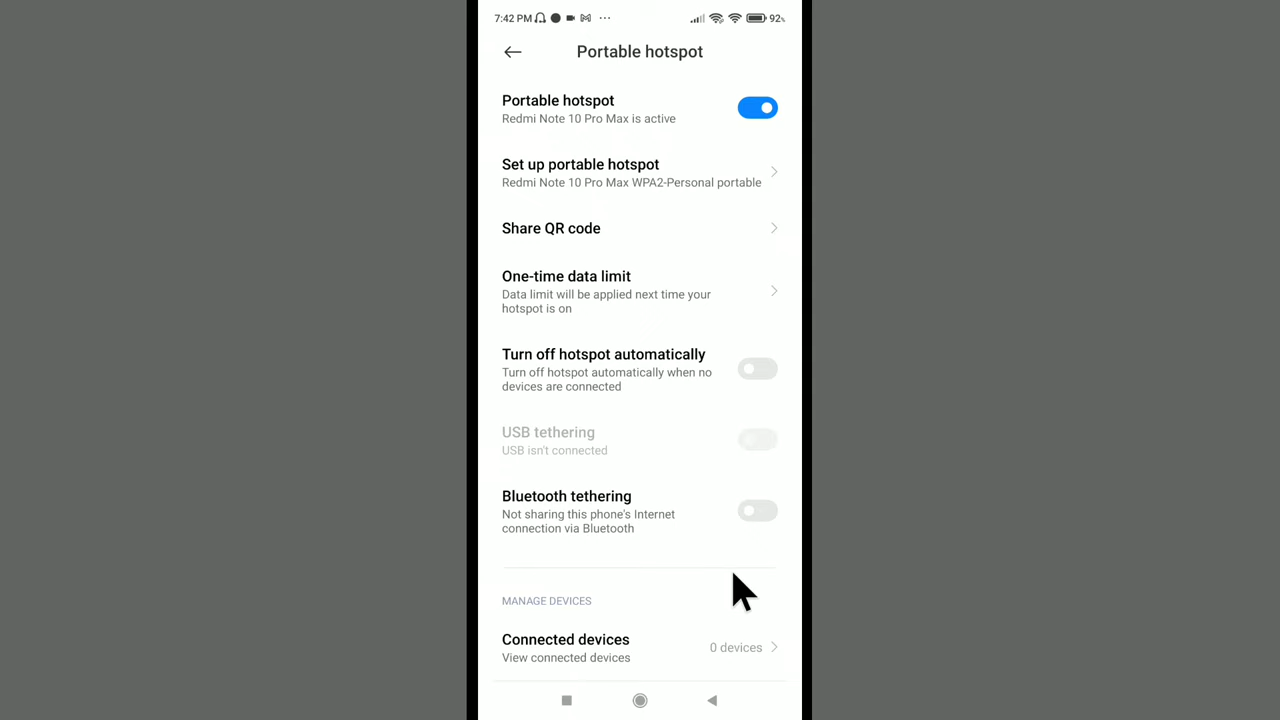 7:42 PM
92%
Portable hotspot
Portable hotspot
Redmi Note 10 Pro Max is active
Set up portable hotspot
Redmi Note 10 Pro Max WPA2-Personal portable
Share QR code
One-time data limit
Data limit will be applied next time your
hotspot is on
Turn off hotspot automatically
Turn off hotspot automatically when no
devices are connected
USB tethering
USB isn't connected
Bluetooth tethering
Not sharing this phone's Internet
connection via Bluetooth
MANAGE DEVICES
Connected devices
0 devices
View connected devices